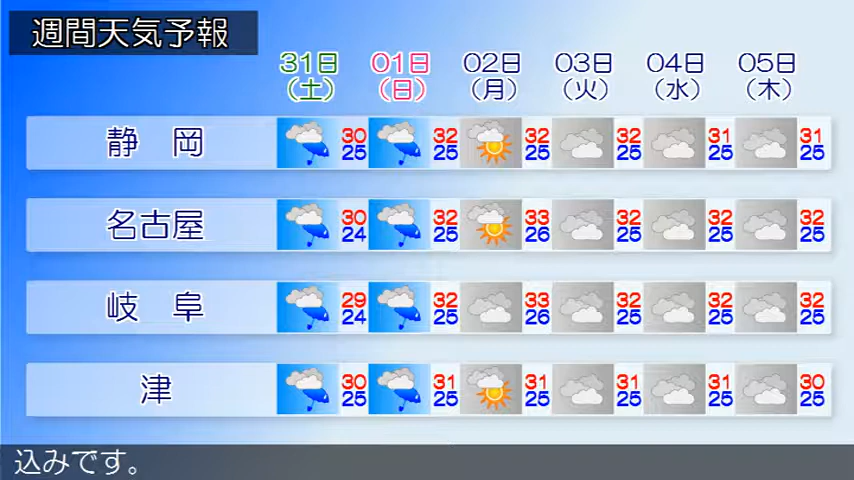 週間天気予報
31日 01日 02日 03日 04日 05日
(土) (日) (月) (火) (水) (木)
静岡 30 32 32 32 31 31
25 25 25 25 25 25
名古屋 30 32 33 32 32 32
24 25 26 25 25 25
岐阜 29 32 33 32 32 32
24 25 26 25 25 25
津 30 31 31 31 31 30
25 25 25 25 25 25
込みです。